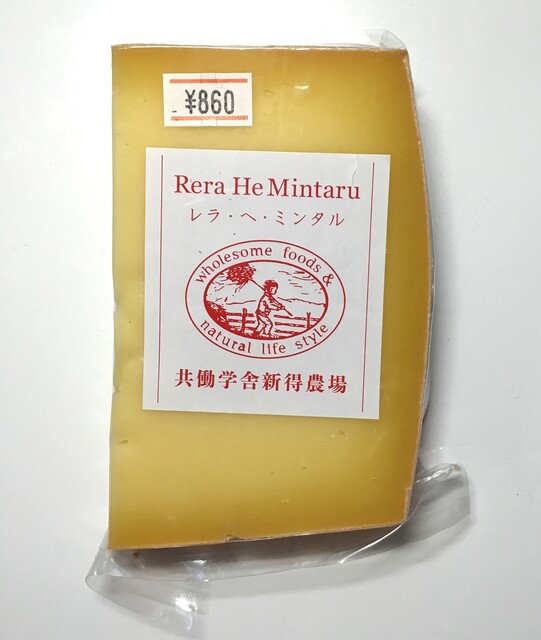 ¥860
Rera He Mintaru
レラ・ヘ・ミンタル
wholesome foods &
natural life style
共働学舎新得農場